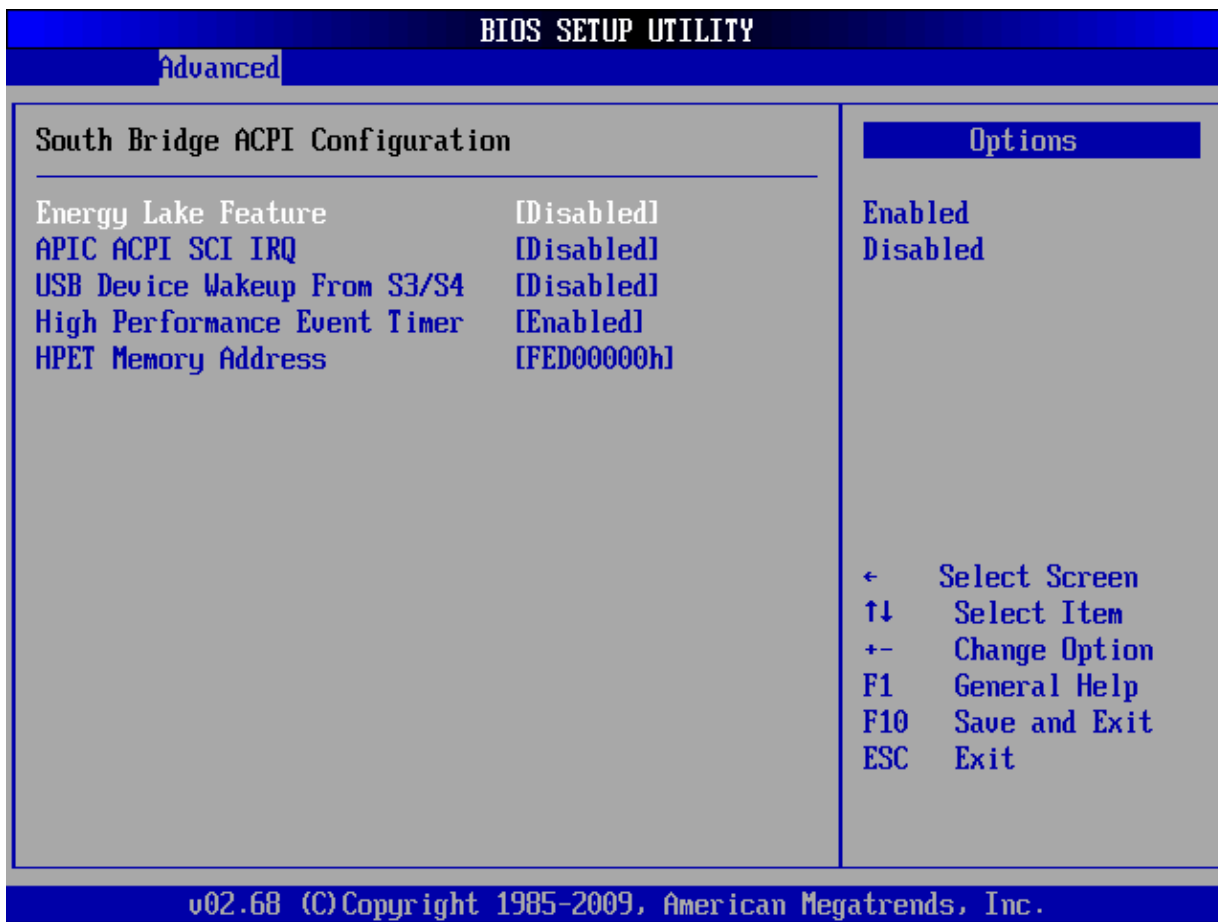 BIOS SETUP UTILITY
Advanced
South Bridge ACPI Configuration
Energy Lake Feature [Disabled]
APIC ACPI SCI IRQ [Disabled]
USB Device Wakeup From S3/S4 [Disabled]
High Performance Event Timer [Enabled]
HPET Memory Address [FED00000h]
Options
Enabled
Disabled
← Select Screen
↑↓ Select Item
+- Change Option
F1 General Help
F10 Save and Exit
ESC Exit
v02.68 (C)Copyright 1985-2009, American Megatrends, Inc.